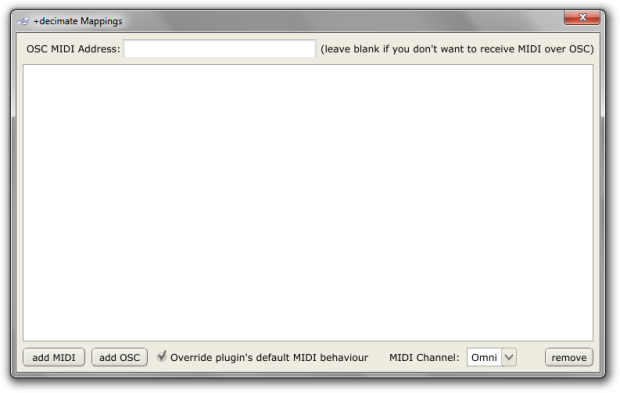 +decimate Mappings
OSC MIDI Address: (leave blank if you don't want to receive MIDI over OSC)
add MIDI add OSC Override plugin's default MIDI behaviour MIDI Channel: Omni remove